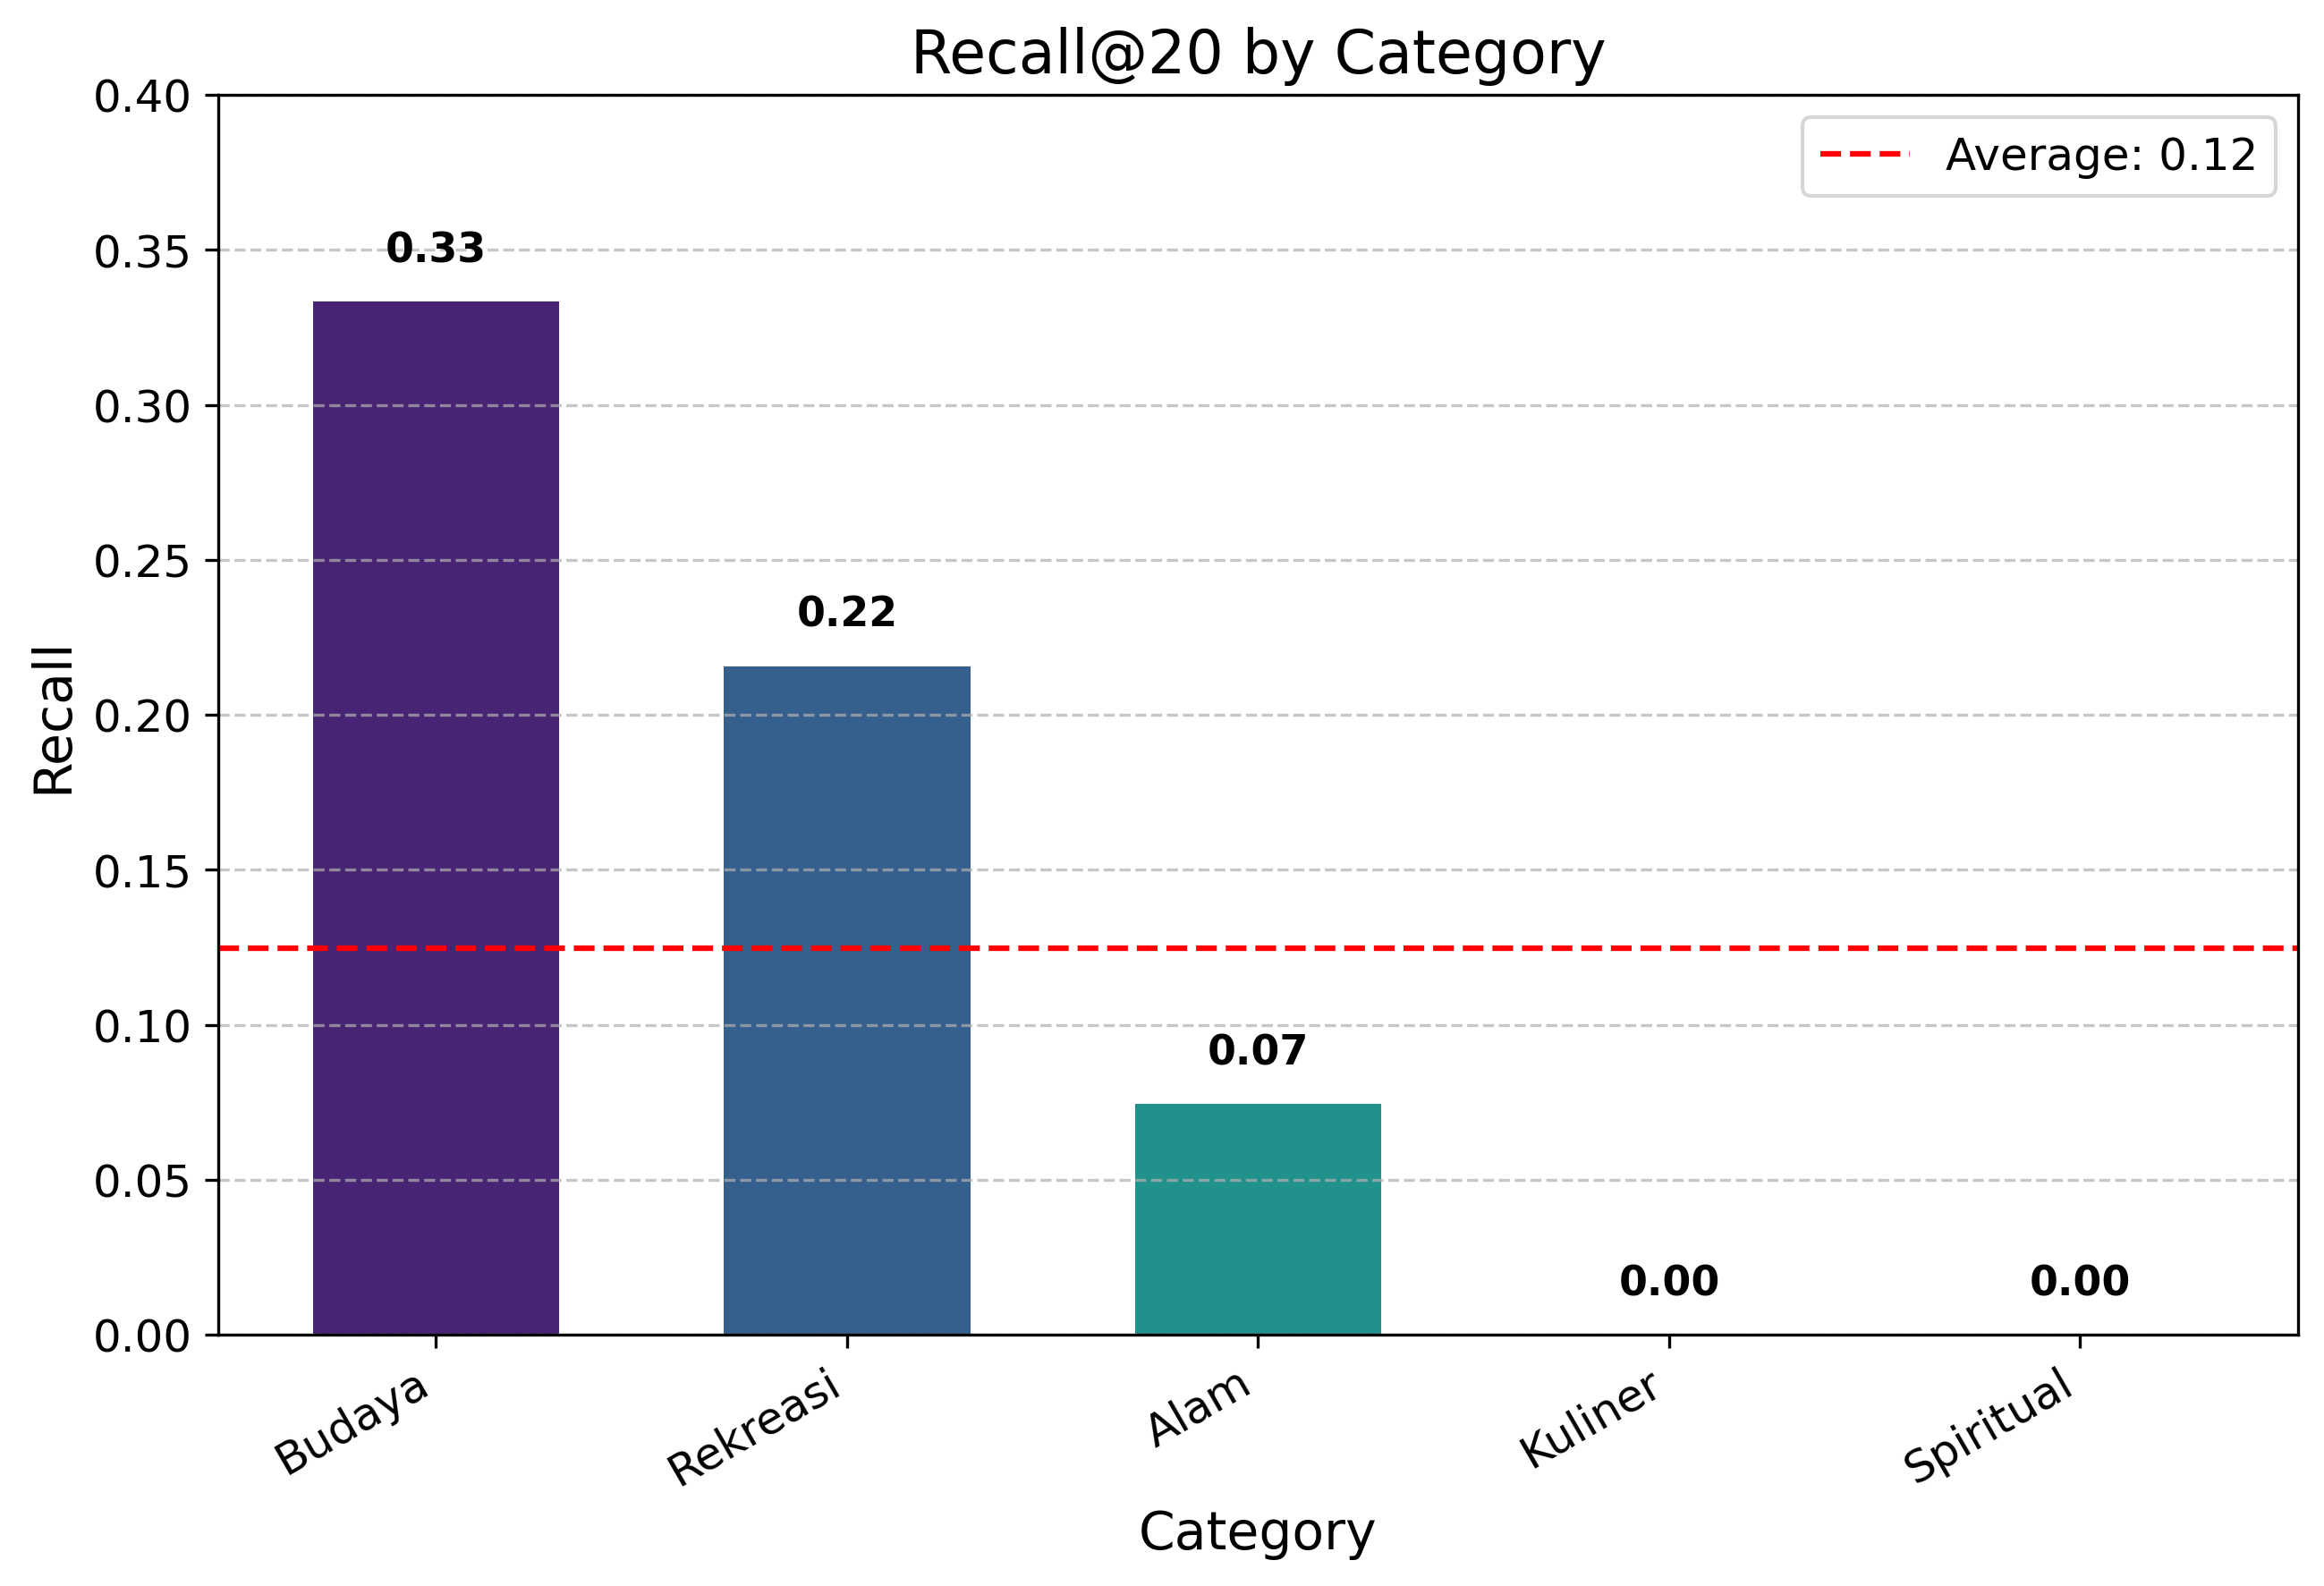 Recall@20 by Category
Average: 0.12
Recall
0.40
0.35
0.30
0.25
0.20
0.15
0.10
0.05
0.00
0.33
0.22
0.07
0.00
0.00
Budaya
Rekreasi
Alam
Kuliner
Spiritual
Category